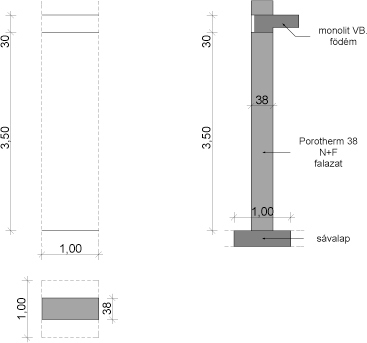 30
3,50
1,00
1,00
38
30
3,50
38
1,00
monolit VB.
födém
Porotherm 38
N+F
falazat
sávalap